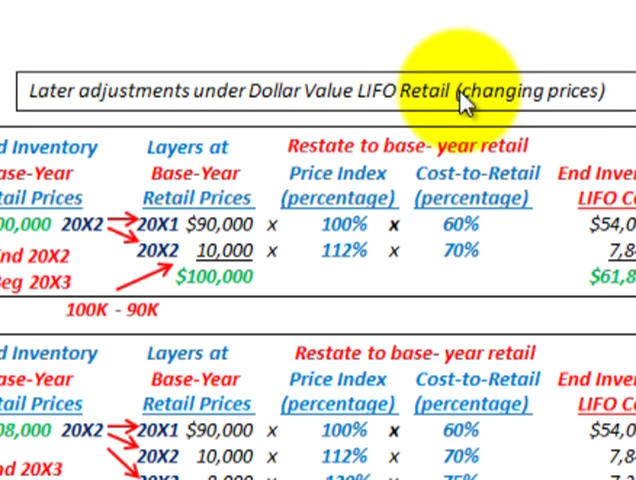 Later adjustments under Dollar Value LIFO Retail (changing prices)
d Inventory Layers at Restate to base- year retail
ase-Year Base-Year Price Index Cost-to-Retail End Inver
tail Prices Retail Prices (percentage) (percentage) LIFO Co
00,000 20X2 20X1 $90,000 x 100% x 60% $54,0
nd 20X2 20X2 10,000 x 112% x 70% 7,84
Beg 20X3 $100,000 $61,8
100K - 90K
d Inventory Layers at Restate to base- year retail
ase-Year Base-Year Price Index Cost-to-Retail End Inver
tail Prices Retail Prices (percentage) (percentage) LIFO Co
08,000 20X2 20X1 $90,000 x 100% x 60% $54,0
20X2 10,000 x 112% x 70% 7,84
nd 20X3